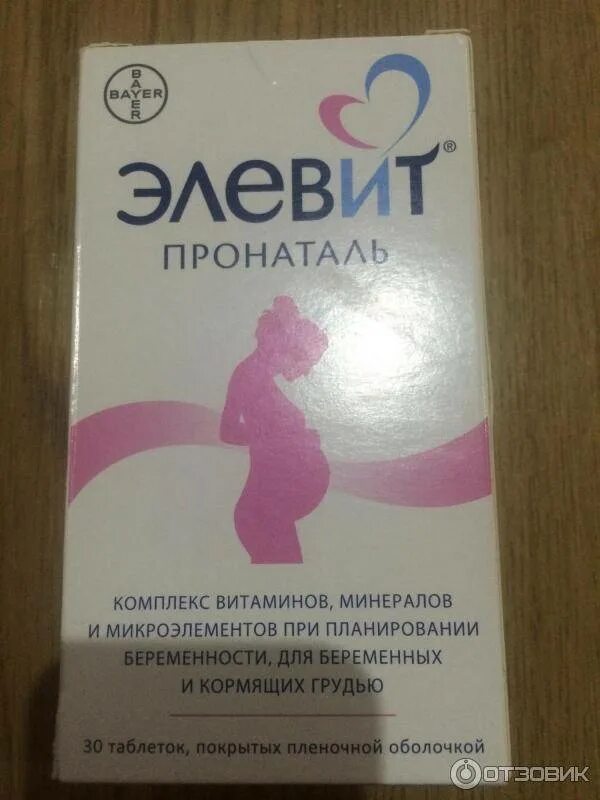 BAYER
BAYER
ЭЛЕВИТ®
ПРОНАТАЛЬ
КОМПЛЕКС ВИТАМИНОВ, МИНЕРАЛОВ
И МИКРОЭЛЕМЕНТОВ ПРИ ПЛАНИРОВАНИИ
БЕРЕМЕННОСТИ, ДЛЯ БЕРЕМЕННЫХ
И КОРМЯЩИХ ГРУДЬЮ
30 таблеток, покрытых пленочной оболочкой
ОТЗОВИК